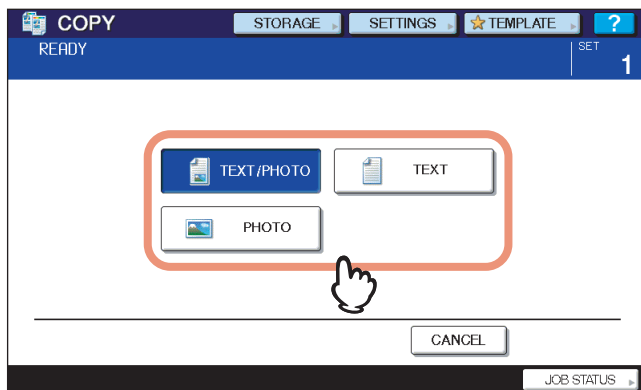 COPY STORAGE SETTINGS TEMPLATE ?
READY SET
1
TEXT/PHOTO TEXT
PHOTO
CANCEL
JOB STATUS